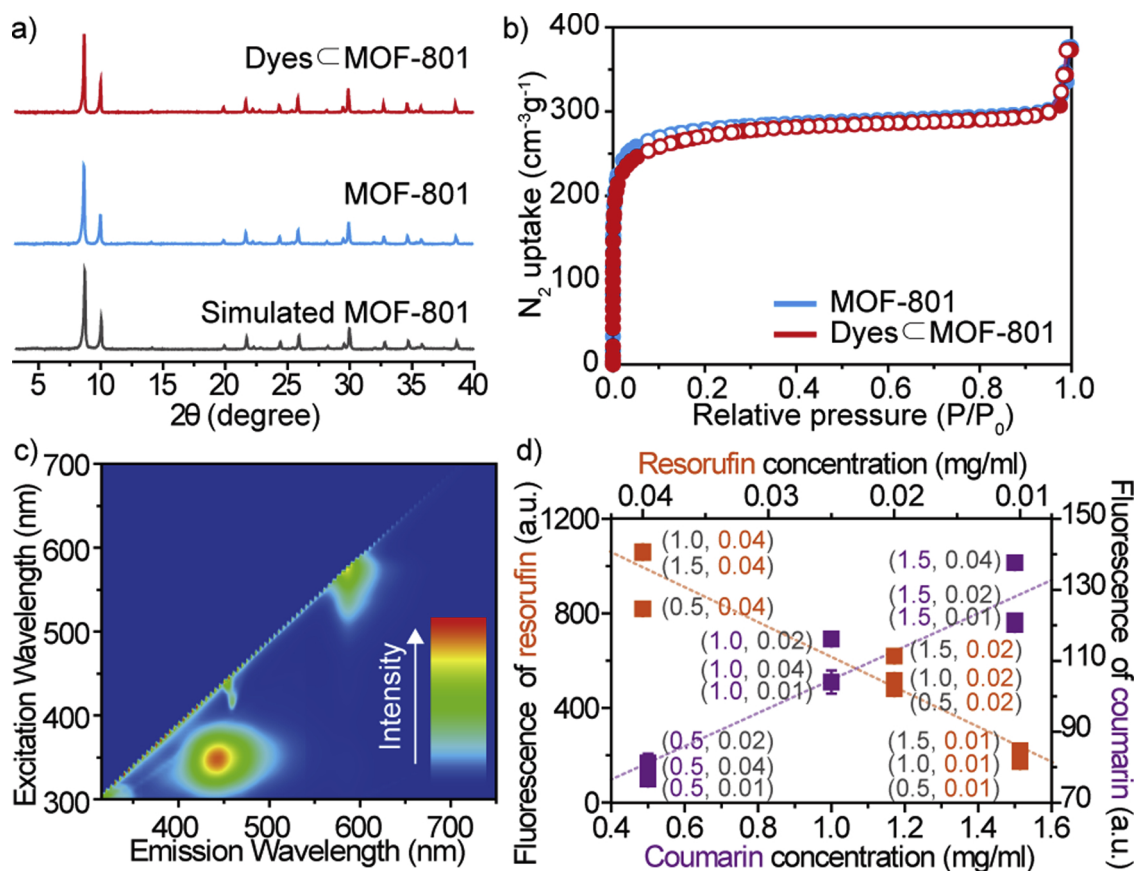 a)
Dyes⊂MOF-801
MOF-801
Simulated MOF-801
5 10 15 20 25 30 35 40
2θ (degree)
b)
400
300
200
100
0
N2 uptake (cm-3g-1)
MOF-801
Dyes⊂MOF-801
0.0 0.2 0.4 0.6 0.8 1.0
Relative pressure (P/P0)
c)
700
600
500
400
300
Excitation Wavelength (nm)
Intensity
400 500 600 700
Emission Wavelength (nm)
d)
Resorufin concentration (mg/ml)
0.04 0.03 0.02 0.01
1200
800
400
0
Fluorescence of resorufin (a.u.)
150
130
110
90
70
Fluorescence of coumarin (a.u.)
(1.0, 0.04)
(1.5, 0.04)
(0.5, 0.04)
(1.5, 0.04)
(1.5, 0.02)
(1.5, 0.01)
(1.0, 0.02)
(1.0, 0.04)
(1.0, 0.01)
(1.5, 0.02)
(1.0, 0.02)
(0.5, 0.02)
(0.5, 0.02)
(0.5, 0.04)
(0.5, 0.01)
(1.5, 0.01)
(1.0, 0.01)
(0.5, 0.01)
0.4 0.6 0.8 1.0 1.2 1.4 1.6
Coumarin concentration (mg/ml)